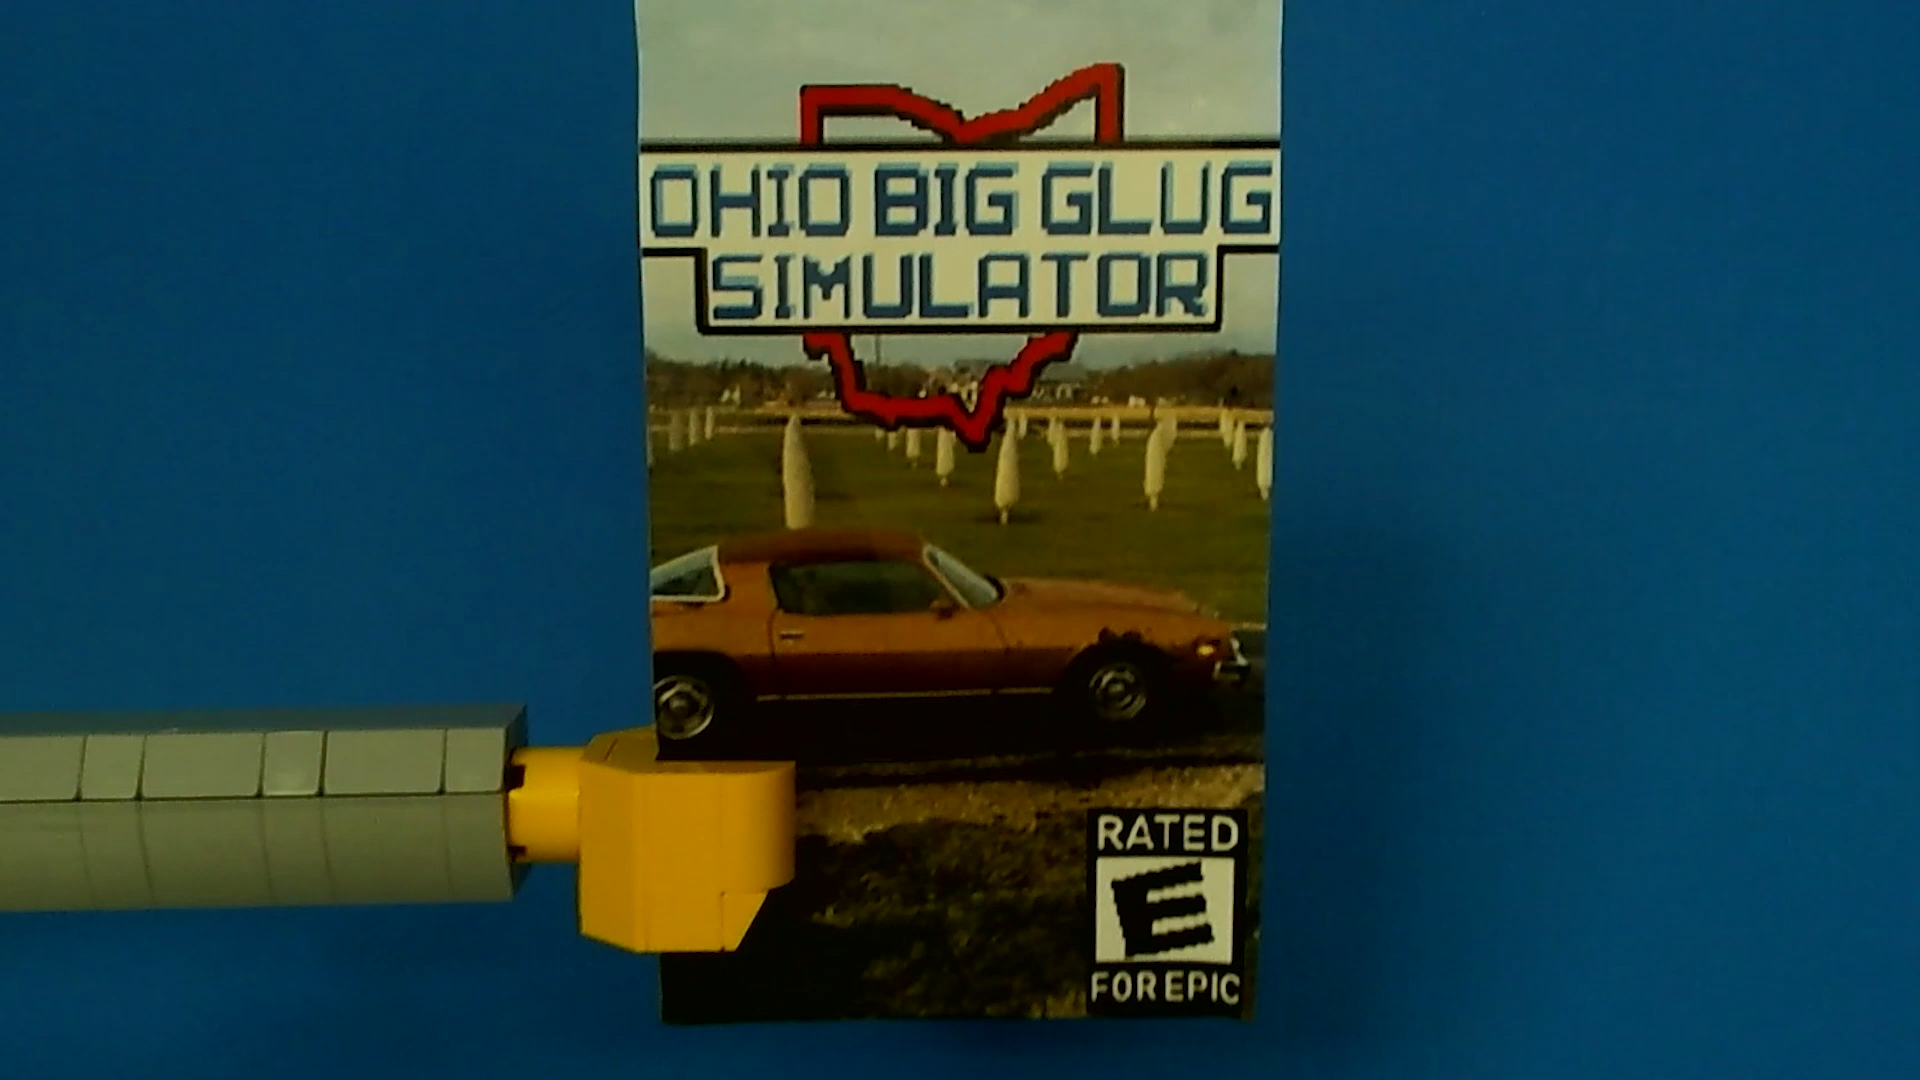 OHIO BIG GLUG
SIMULATOR
RATED
E
FOR EPIC